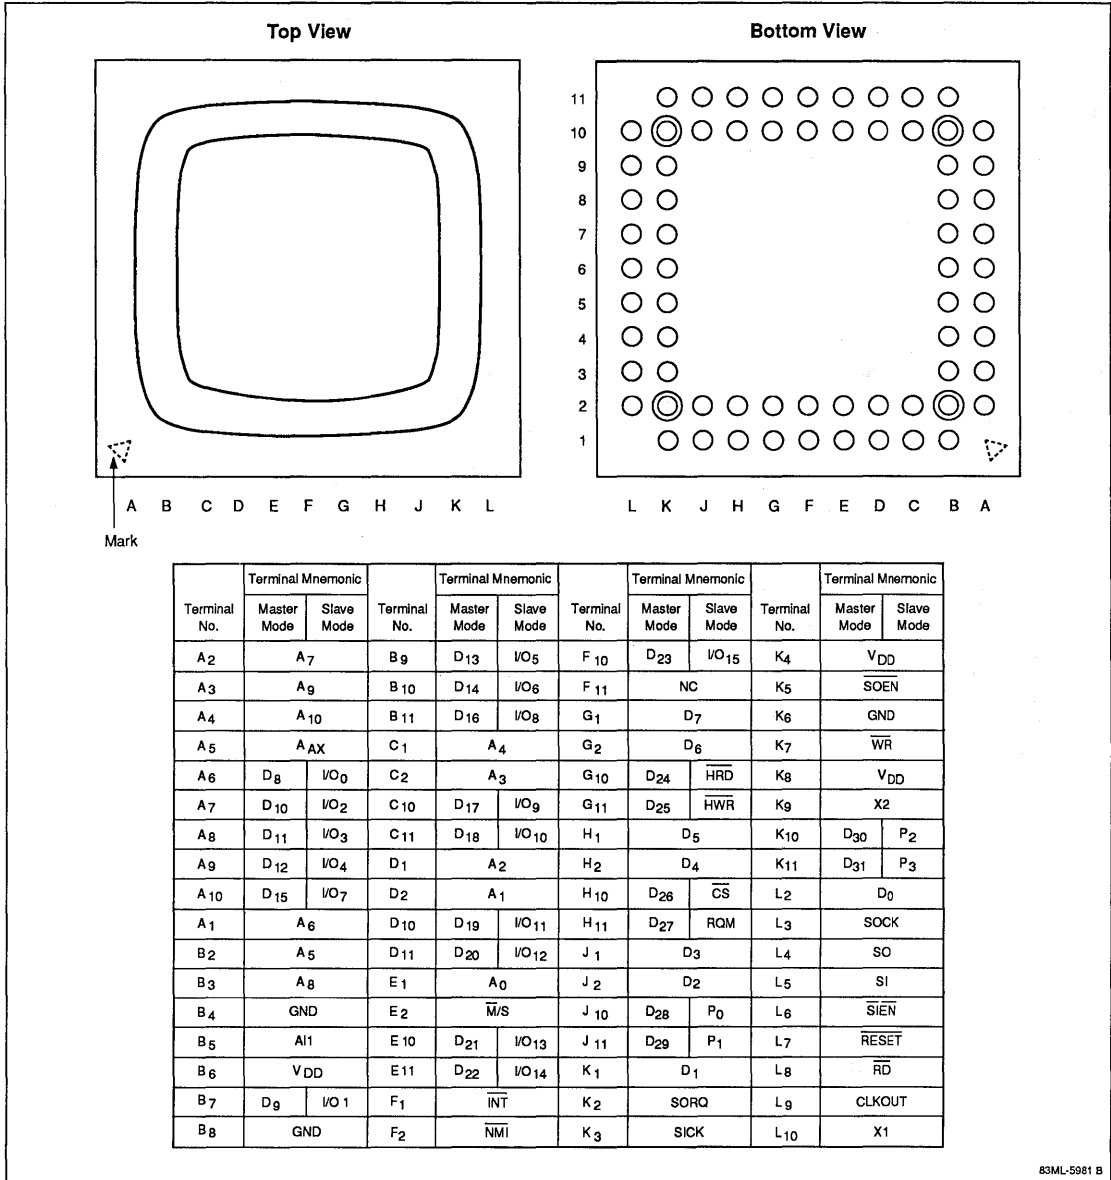 Top View Bottom View
11
10
9
8
7
6
5
4
3
2
1
A B C D E F G H J K L L K J H G F E D C B A
Mark
Terminal Mnemonic Terminal Mnemonic Terminal Mnemonic Terminal Mnemonic
Terminal No. Master Mode Slave Mode Terminal No. Master Mode Slave Mode Terminal No. Master Mode Slave Mode Terminal No. Master Mode Slave Mode
A2 A7 B9 D13 I/O5 F10 D23 I/O15 K4 VDD
A3 A9 B10 D14 I/O6 F11 NC K5 S̅O̅E̅N̅
A4 A10 B11 D16 I/O8 G1 D7 K6 GND
A5 AAX C1 A4 G2 D6 K7 W̅R̅
A6 D8 I/O0 C2 A3 G10 D24 H̅R̅D̅ K8 VDD
A7 D10 I/O2 C10 D17 I/O9 G11 D25 H̅W̅R̅ K9 X2
A8 D11 I/O3 C11 D18 I/O10 H1 D5 K10 D30 P2
A9 D12 I/O4 D1 A2 H2 D4 K11 D31 P3
A10 D15 I/O7 D2 A1 H10 D26 C̅S̅ L2 D0
A1 A6 D10 D19 I/O11 H11 D27 RQM L3 SOCK
B2 A5 D11 D20 I/O12 J1 D3 L4 SO
B3 A8 E1 A0 J2 D2 L5 SI
B4 GND E2 M̅/S J10 D28 P0 L6 S̅I̅E̅N̅
B5 AI1 E10 D21 I/O13 J11 D29 P1 L7 R̅E̅S̅E̅T̅
B6 VDD E11 D22 I/O14 K1 D1 L8 R̅D̅
B7 D9 I/O 1 F1 I̅N̅T̅ K2 SORQ L9 CLKOUT
B8 GND F2 N̅M̅I̅ K3 SICK L10 X1
83ML-5981 B